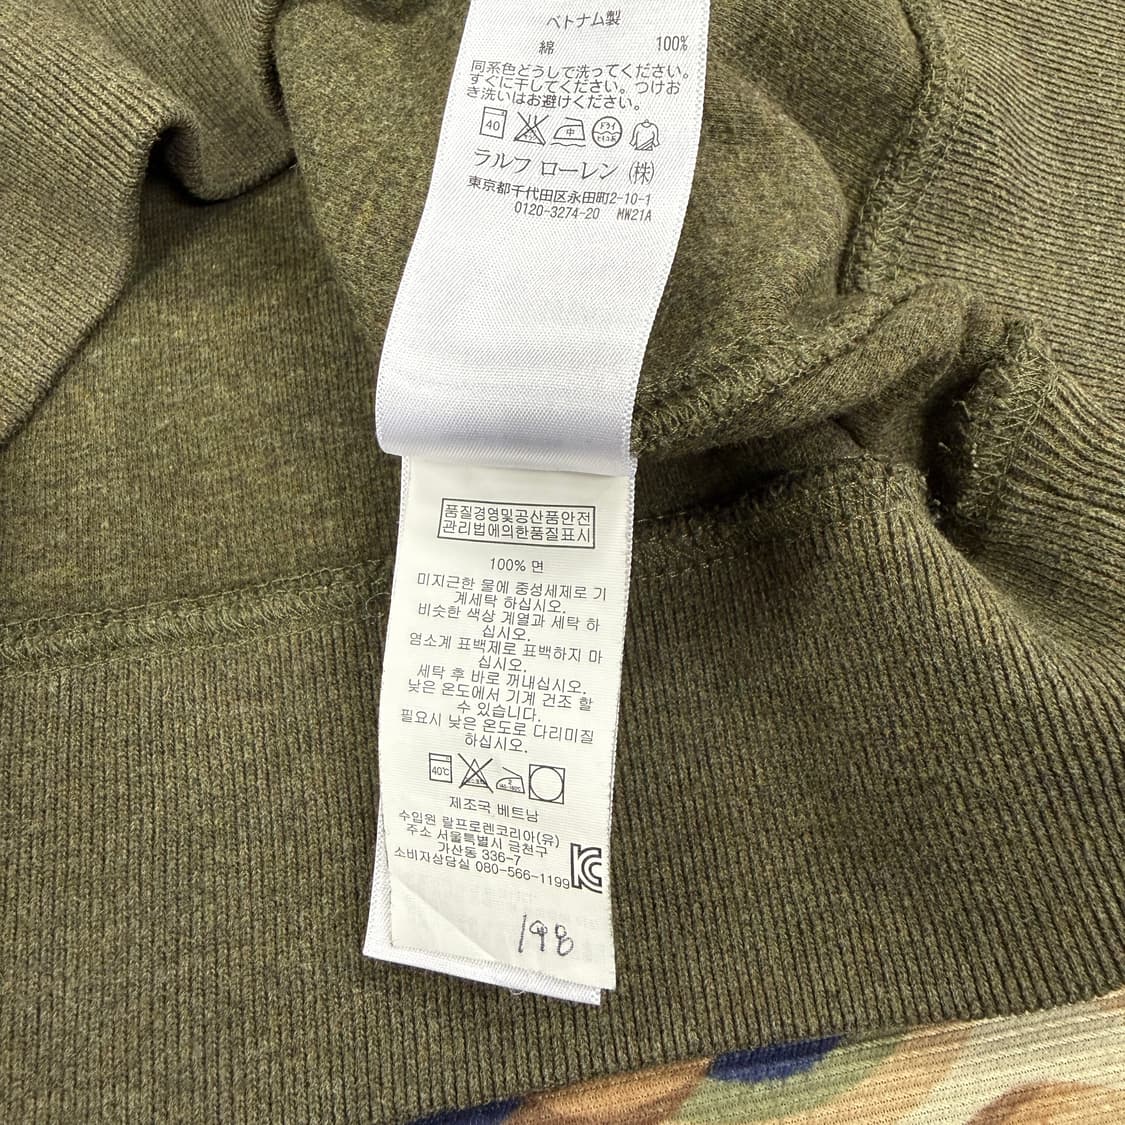 ベトナム製
綿 100%
同系色どうしで洗ってください。
すぐに干してください。つけお
き洗いはお避けください。
40 中 ドライ
ラルフ ローレン (株)
東京都千代田区永田町2-10-1
0120-3274-20 MW21A
품질경영및공산품안전
관리법에의한품질표시
100% 면
미지근한 물에 중성세제로 기
계세탁 하십시오.
비슷한 색상 계열과 세탁 하
십시오.
염소계 표백제로 표백하지 마
십시오.
세탁 후 바로 꺼내십시오.
낮은 온도에서 기계 건조 할
수 있습니다.
필요시 낮은 온도로 다리미질
하십시오.
40℃
제조국 베트남
수입원 랄프로렌코리아(유)
주소 서울특별시 금천구
가산동 336-7
소비자상담실 080-566-1199
KC
198